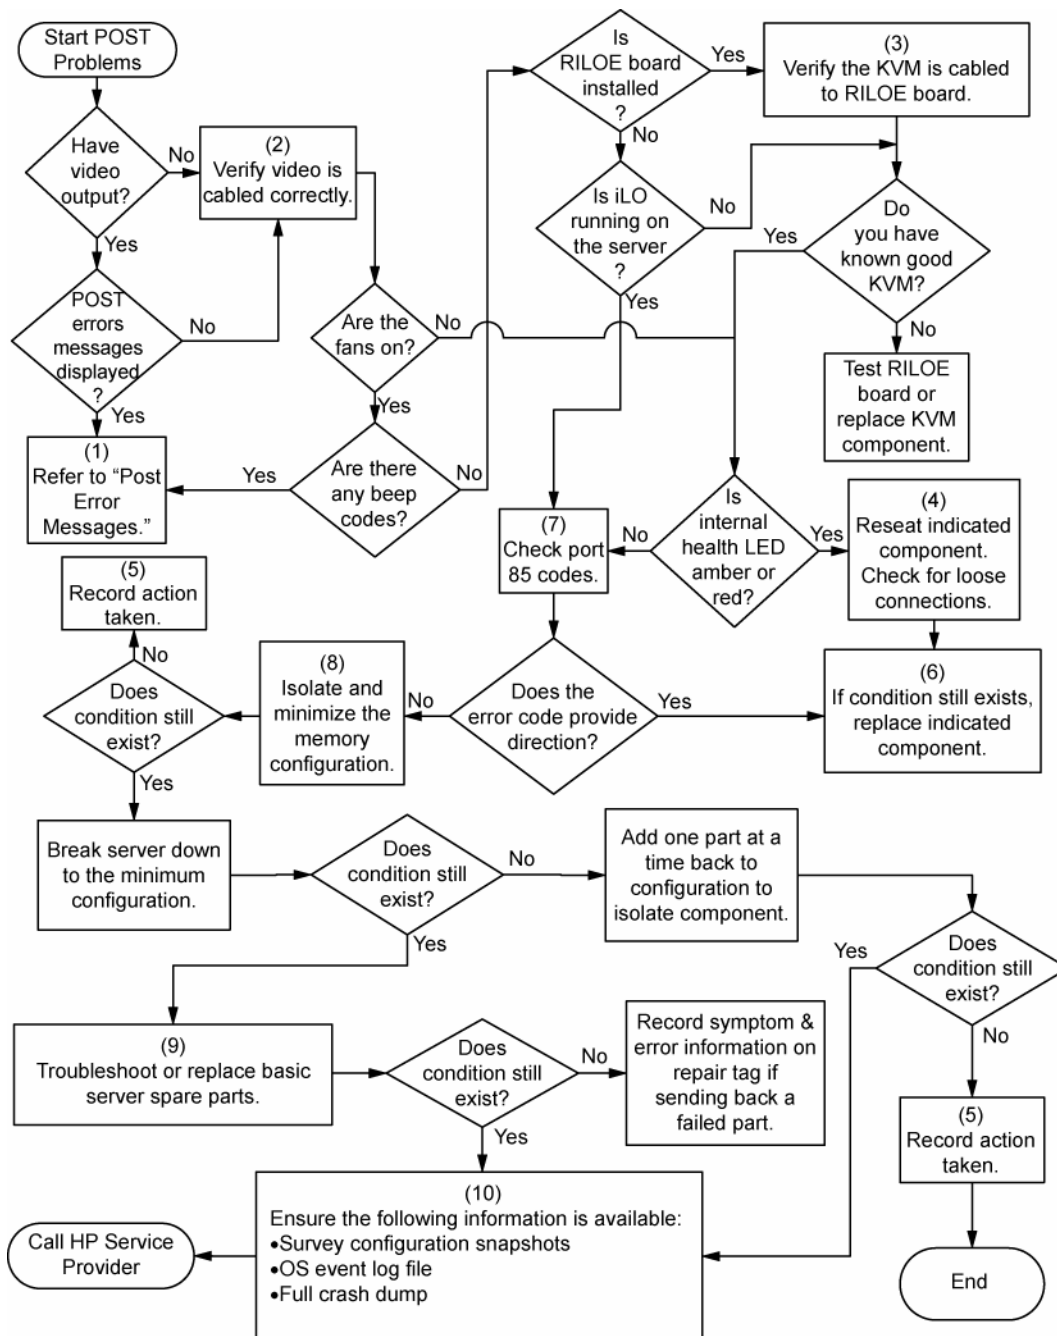 Start POST
Problems
Have
video
output?
No
Yes
(2)
Verify video is
cabled correctly.
POST
errors
messages
displayed
?
No
Yes
(1)
Refer to “Post
Error
Messages.”
Are the
fans on?
No
Yes
Are there
any beep
codes?
Yes
No
Is
RILOE board
installed
?
Yes
No
(3)
Verify the KVM is cabled
to RILOE board.
Is iLO
running on
the server
?
No
Yes
Do
you have
known good
KVM?
Yes
No
Test RILOE
board or
replace KVM
component.
Is
internal
health LED
amber or
red?
No
Yes
(4)
Reseat indicated
component.
Check for loose
connections.
(7)
Check port
85 codes.
(6)
If condition still exists,
replace indicated
component.
Does the
error code provide
direction?
Yes
No
(8)
Isolate and
minimize the
memory
configuration.
(5)
Record action
taken.
No
Does
condition still
exist?
Yes
Break server down
to the minimum
configuration.
Does
condition still
exist?
No
Yes
Add one part at a
time back to
configuration to
isolate component.
Does
condition still
exist?
Yes
No
(5)
Record action
taken.
End
(9)
Troubleshoot or replace basic
server spare parts.
Does
condition still
exist?
No
Yes
Record symptom &
error information on
repair tag if
sending back a
failed part.
(10)
Ensure the following information is available:
•Survey configuration snapshots
•OS event log file
•Full crash dump
Call HP Service
Provider